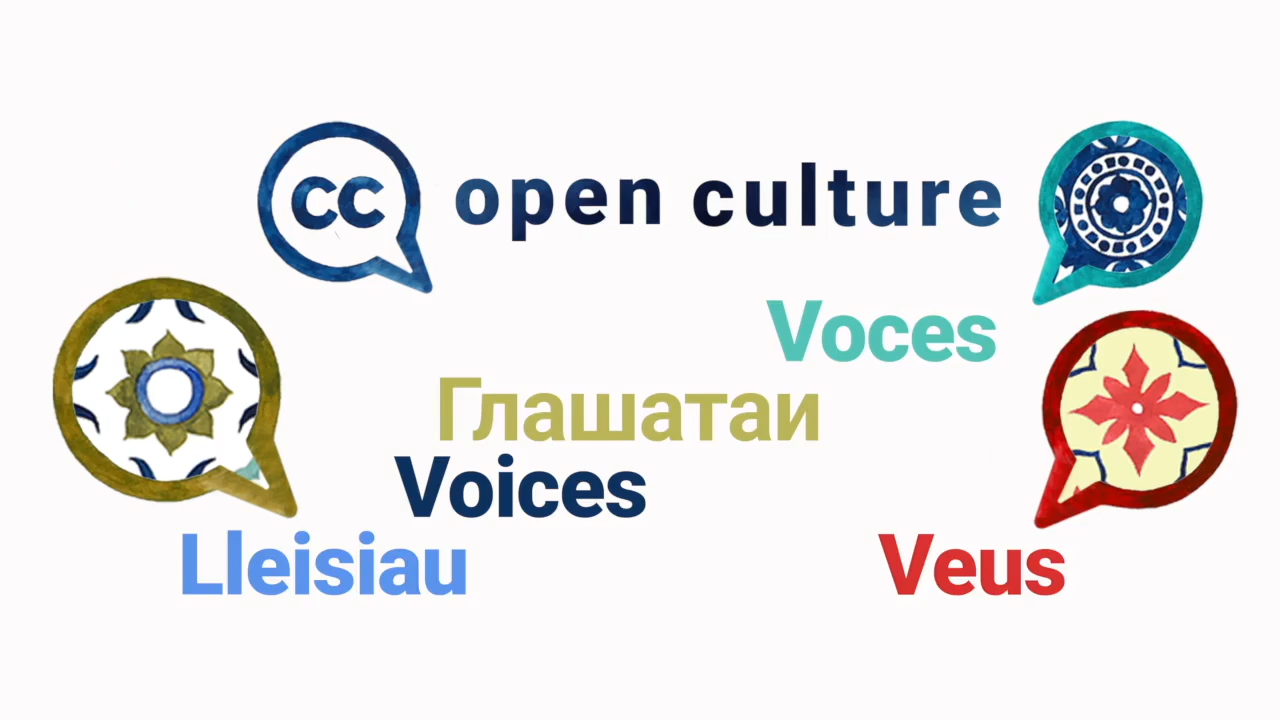 cc open culture
Voces
Глашатаи
Voices
Lleisiau
Veus